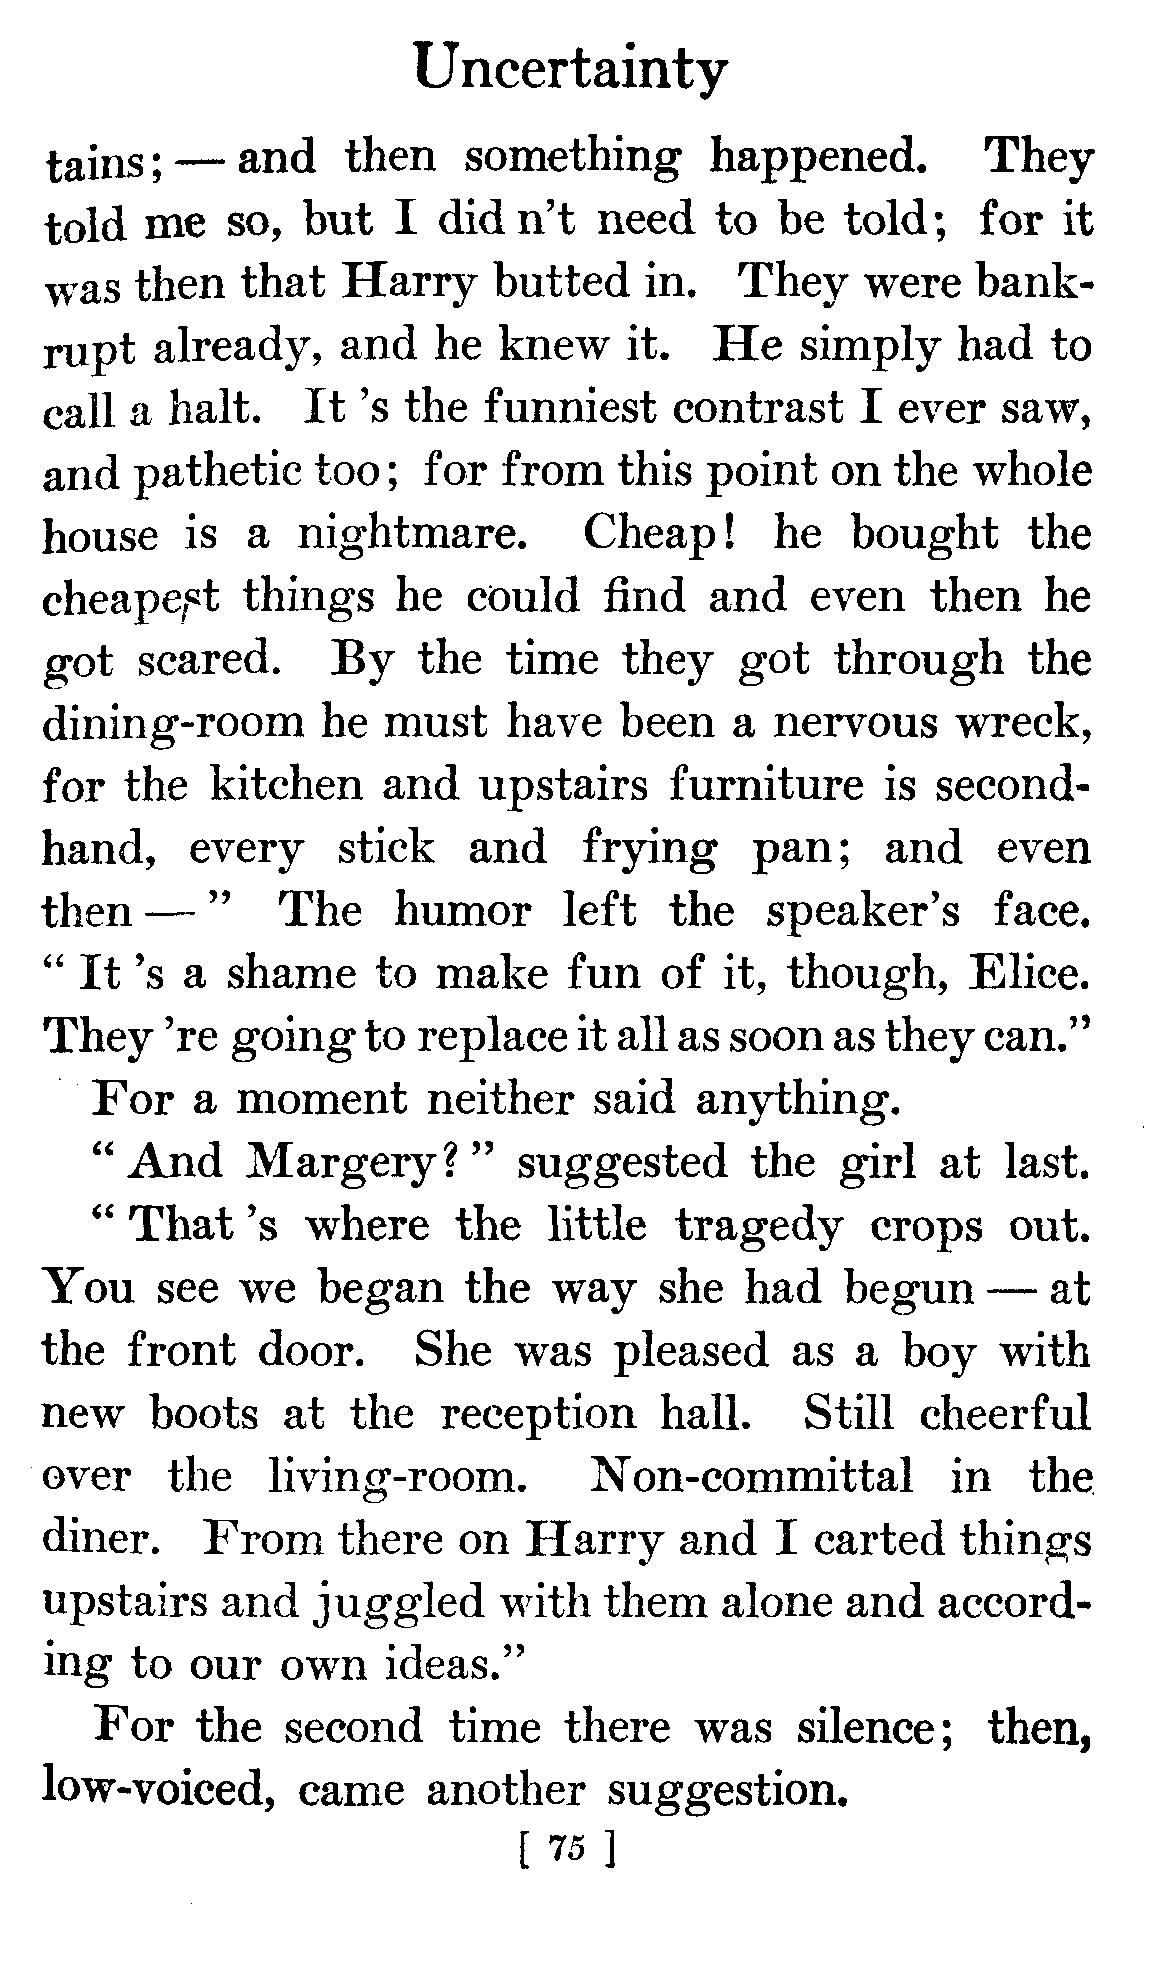 Uncertainty
tains; — and then something happened. They
told me so, but I did n't need to be told; for it
was then that Harry butted in. They were bank-
rupt already, and he knew it. He simply had to
call a halt. It 's the funniest contrast I ever saw,
and pathetic too; for from this point on the whole
house is a nightmare. Cheap! he bought the
cheapest things he could find and even then he
got scared. By the time they got through the
dining-room he must have been a nervous wreck,
for the kitchen and upstairs furniture is second-
hand, every stick and frying pan; and even
then — " The humor left the speaker's face.
" It 's a shame to make fun of it, though, Elice.
They 're going to replace it all as soon as they can."
For a moment neither said anything.
" And Margery? " suggested the girl at last.
" That 's where the little tragedy crops out.
You see we began the way she had begun — at
the front door. She was pleased as a boy with
new boots at the reception hall. Still cheerful
over the living-room. Non-committal in the
diner. From there on Harry and I carted things
upstairs and juggled with them alone and accord-
ing to our own ideas."
For the second time there was silence; then,
low-voiced, came another suggestion.
[ 75 ]